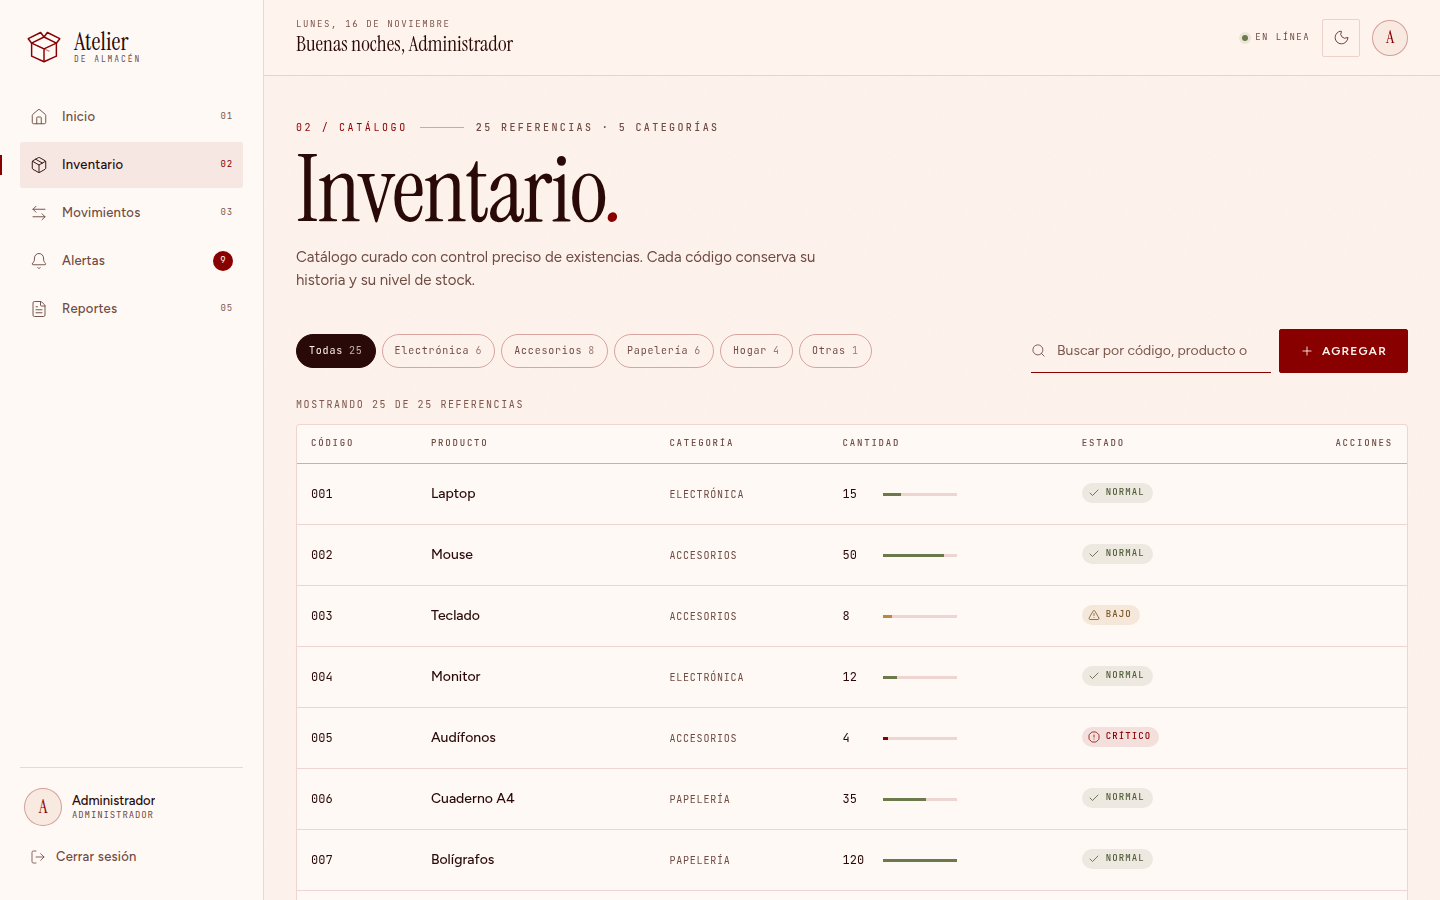 Atelier
DE ALMACÉN
Inicio 01
Inventario 02
Movimientos 03
Alertas 9
Reportes 05
A
Administrador
ADMINISTRADOR
Cerrar sesión
LUNES, 16 DE NOVIEMBRE
Buenas noches, Administrador
EN LÍNEA
A
02 / CATÁLOGO 25 REFERENCIAS · 5 CATEGORÍAS
Inventario.
Catálogo curado con control preciso de existencias. Cada código conserva su
historia y su nivel de stock.
Todas 25 Electrónica 6 Accesorios 8 Papelería 6 Hogar 4 Otras 1
Buscar por código, producto o
AGREGAR
MOSTRANDO 25 DE 25 REFERENCIAS
CÓDIGO PRODUCTO CATEGORÍA CANTIDAD ESTADO ACCIONES
001 Laptop ELECTRÓNICA 15 NORMAL
002 Mouse ACCESORIOS 50 NORMAL
003 Teclado ACCESORIOS 8 BAJO
004 Monitor ELECTRÓNICA 12 NORMAL
005 Audífonos ACCESORIOS 4 CRÍTICO
006 Cuaderno A4 PAPELERÍA 35 NORMAL
007 Bolígrafos PAPELERÍA 120 NORMAL